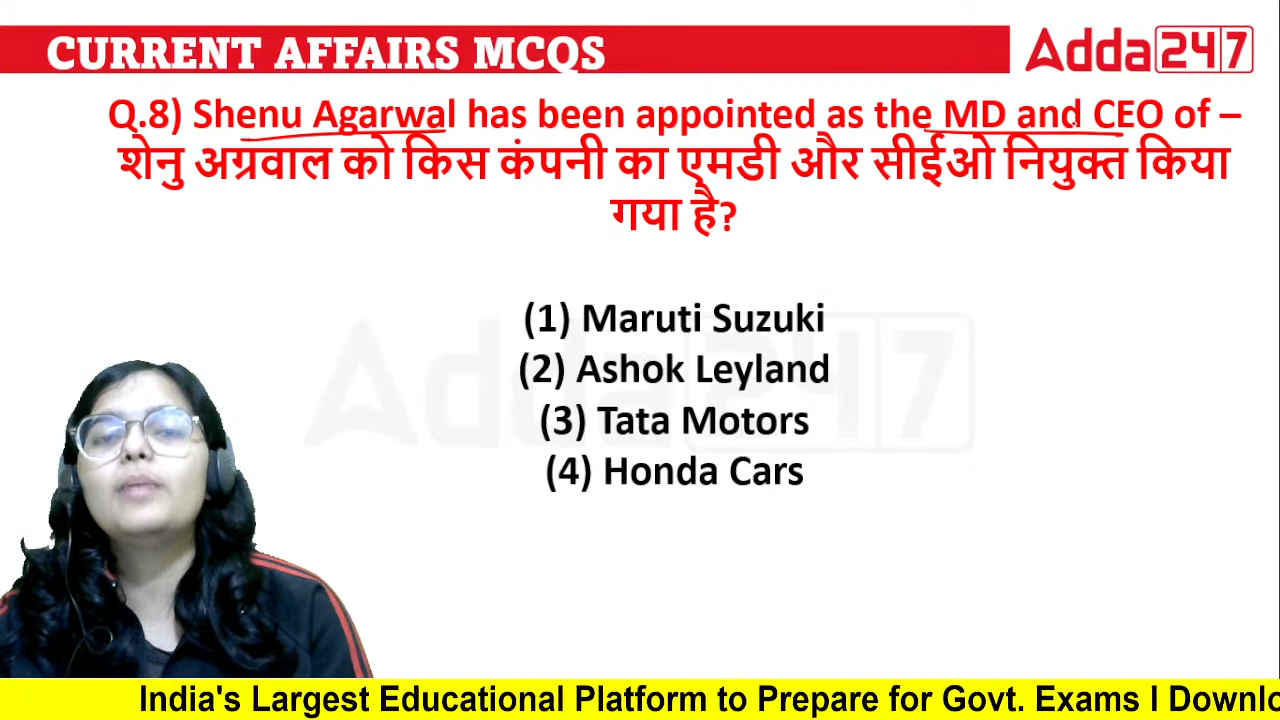 CURRENT AFFAIRS MCQS
Adda247
Q.8) Shenu Agarwal has been appointed as the MD and CEO of –
शेनु अग्रवाल को किस कंपनी का एमडी और सीईओ नियुक्त किया
गया है?
(1) Maruti Suzuki
(2) Ashok Leyland
(3) Tata Motors
(4) Honda Cars
Adda247
India's Largest Educational Platform to Prepare for Govt. Exams I Downlo